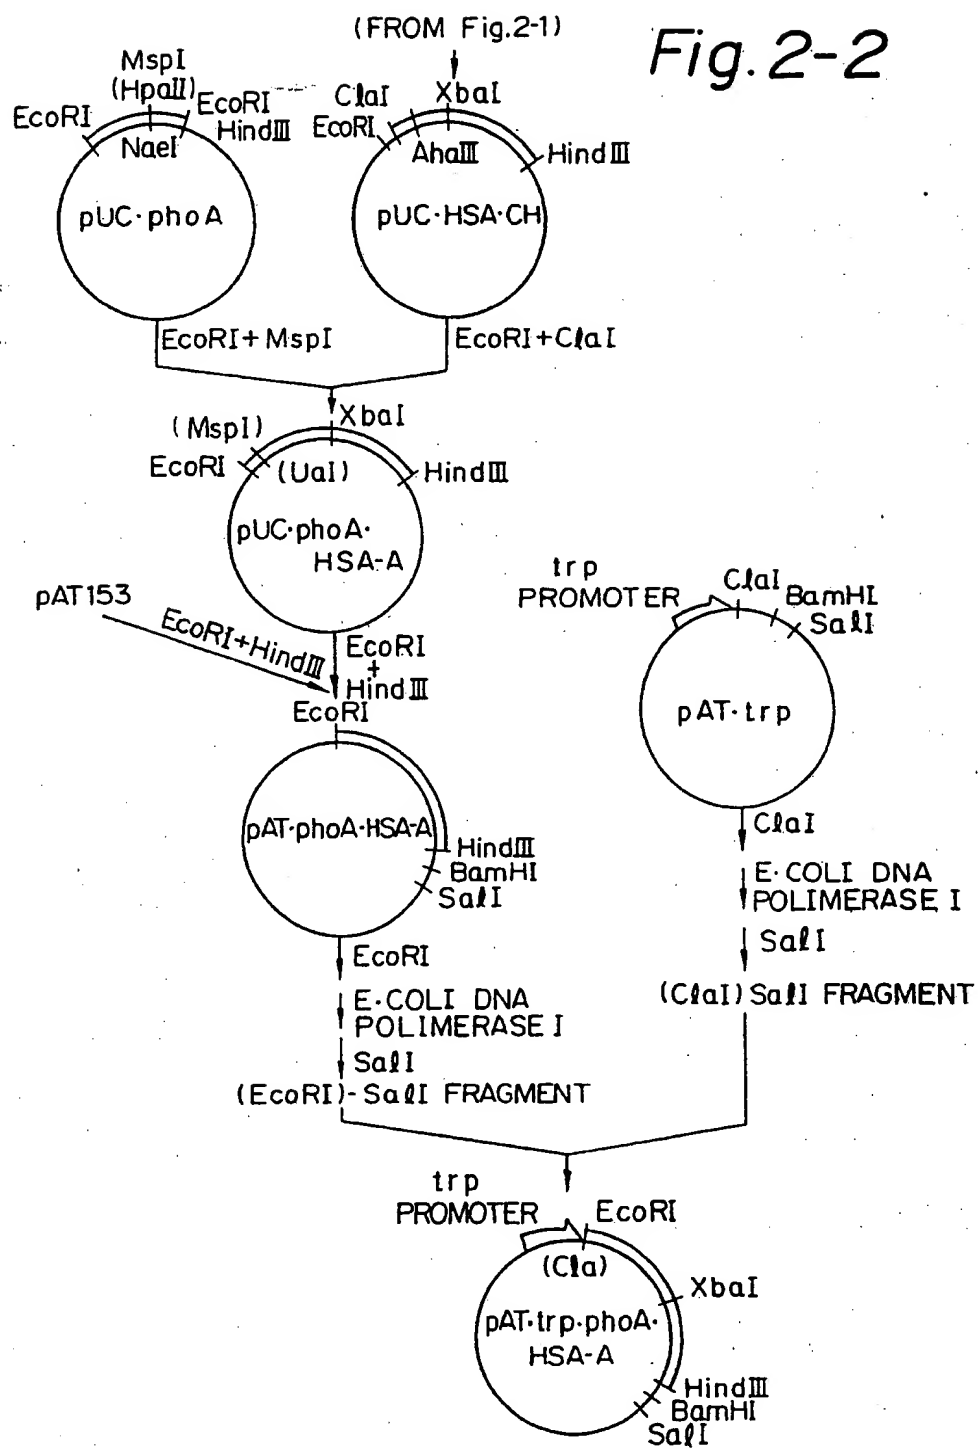 (FROM Fig.2-1)
Fig.2-2
MspI
(HpaII)
EcoRI
EcoRI
HindIII
NaeI
pUC·phoA
ClaI
XbaI
EcoRI
AhaIII
HindIII
pUC·HSA·CH
EcoRI+MspI
EcoRI+ClaI
XbaI
(MspI)
EcoRI
(UaI)
HindIII
pUC·phoA·
HSA-A
pAT153
EcoRI+HindIII
EcoRI
+
HindIII
EcoRI
pAT·phoA·HSA-A
HindIII
BamHI
SalI
EcoRI
E·COLI DNA
POLIMERASE I
SalI
(EcoRI)-SalI FRAGMENT
trp
PROMOTER
ClaI
BamHI
SalI
pAT·trp
ClaI
E·COLI DNA
POLIMERASE I
SalI
(ClaI) SalI FRAGMENT
trp
PROMOTER
EcoRI
(Cla)
XbaI
pAT·trp·phoA·
HSA-A
HindIII
BamHI
SalI